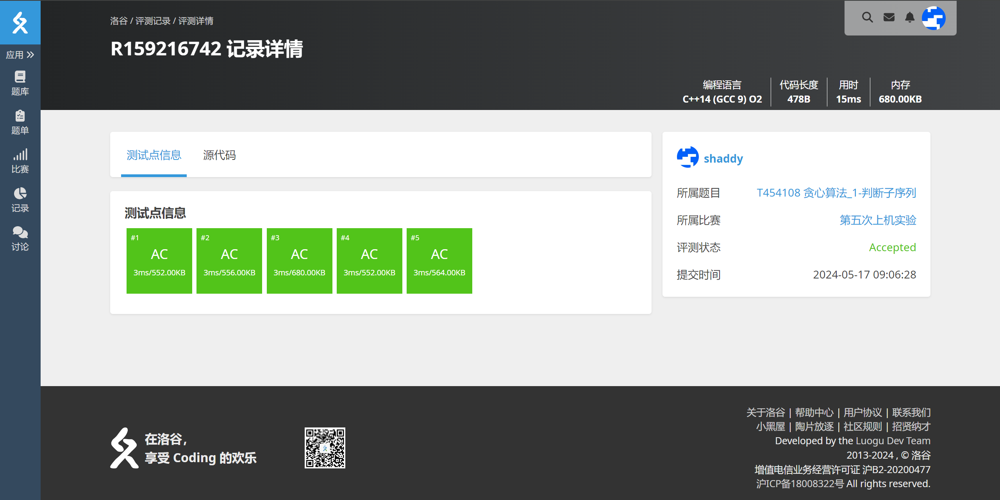 洛谷 / 评测记录 / 评测详情
R159216742 记录详情
应用
题库
题单
比赛
记录
讨论
编程语言
C++14 (GCC 9) O2
代码长度
478B
用时
15ms
内存
680.00KB
测试点信息
源代码
测试点信息
#1
AC
3ms/552.00KB
#2
AC
3ms/556.00KB
#3
AC
3ms/680.00KB
#4
AC
3ms/552.00KB
#5
AC
3ms/564.00KB
shaddy
所属题目 T454108 贪心算法_1-判断子序列
所属比赛 第五次上机实验
评测状态 Accepted
提交时间 2024-05-17 09:06:28
在洛谷,
享受 Coding 的欢乐
关于洛谷 | 帮助中心 | 用户协议 | 联系我们
小黑屋 | 陶片放逐 | 社区规则 | 招贤纳才
Developed by the Luogu Dev Team
2013-2024 , © 洛谷
增值电信业务经营许可证 沪B2-20200477
沪ICP备18008322号 All rights reserved.